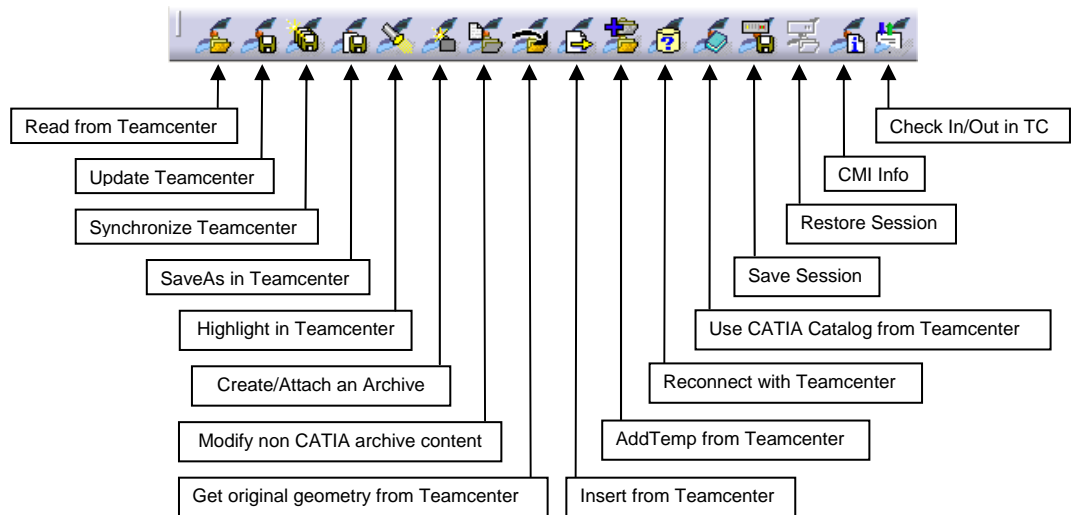 Read from Teamcenter
Check In/Out in TC
Update Teamcenter
CMI Info
Synchronize Teamcenter
Restore Session
SaveAs in Teamcenter
Save Session
Highlight in Teamcenter
Use CATIA Catalog from Teamcenter
Create/Attach an Archive
Reconnect with Teamcenter
Modify non CATIA archive content
AddTemp from Teamcenter
Get original geometry from Teamcenter
Insert from Teamcenter